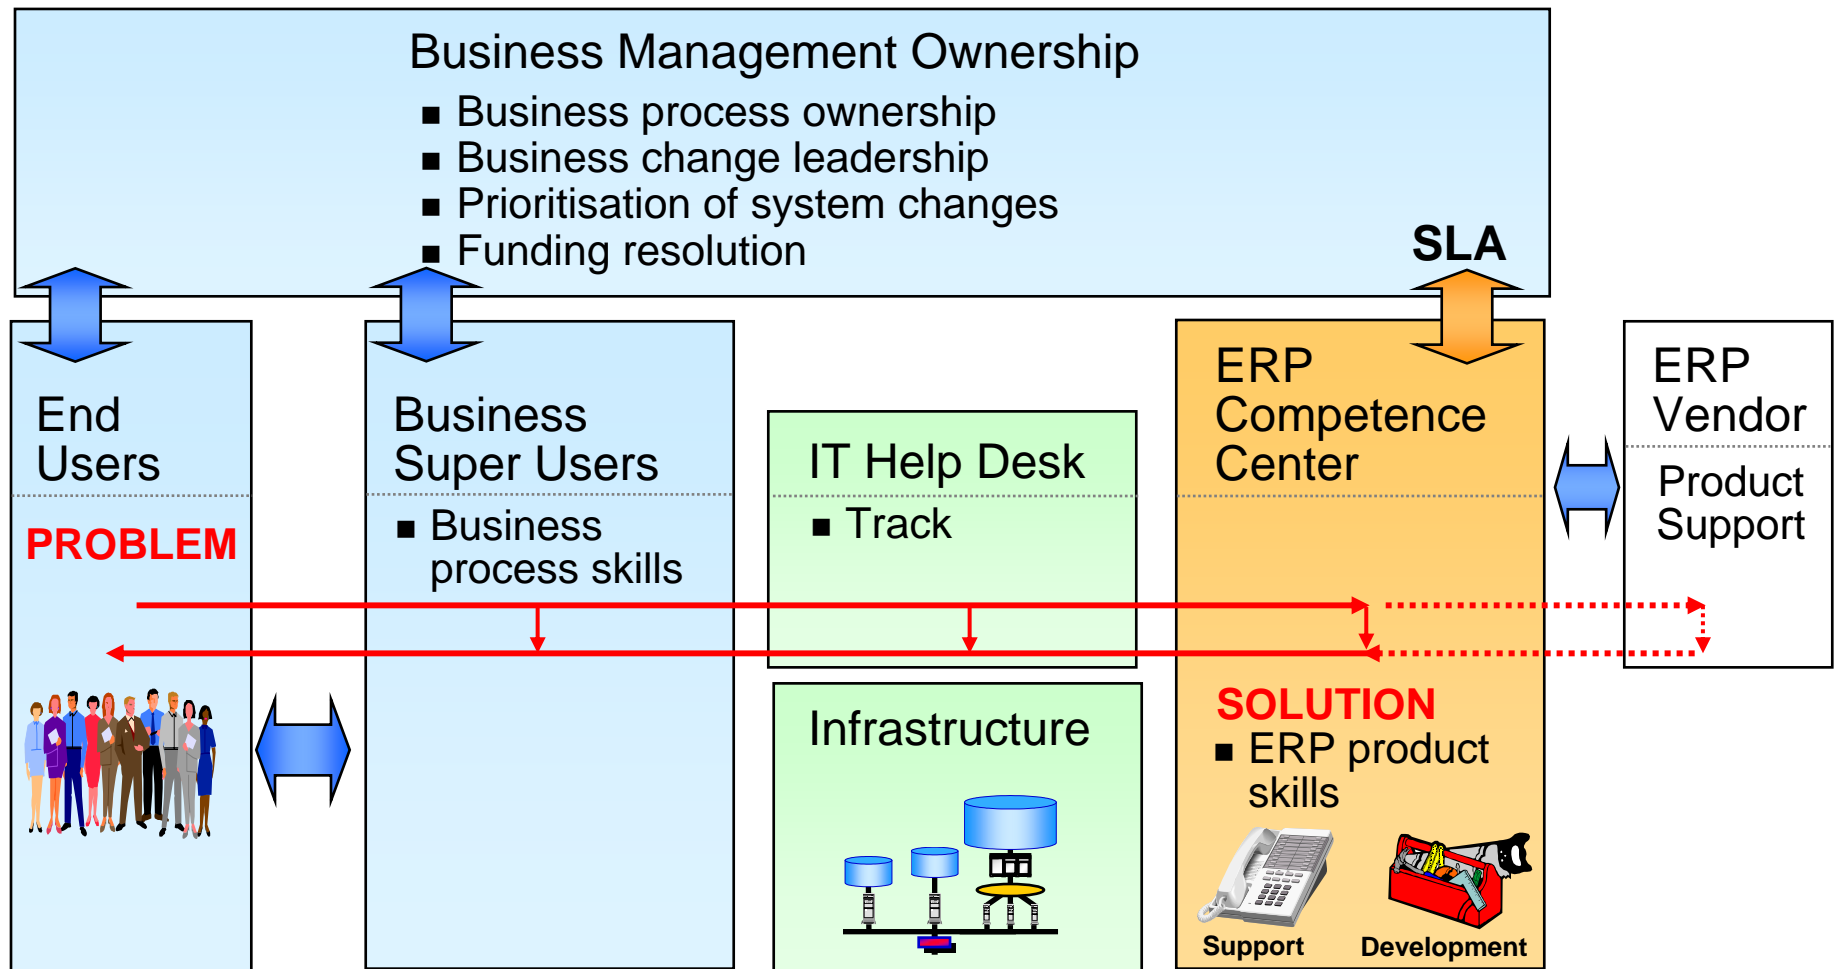 Business Management Ownership
■ Business process ownership
■ Business change leadership
■ Prioritisation of system changes
■ Funding resolution
SLA
End
Users
PROBLEM
Business
Super Users
■ Business
process skills
IT Help Desk
■ Track
Infrastructure
ERP
Competence
Center
SOLUTION
■ ERP product
skills
Support
Development
ERP
Vendor
Product
Support